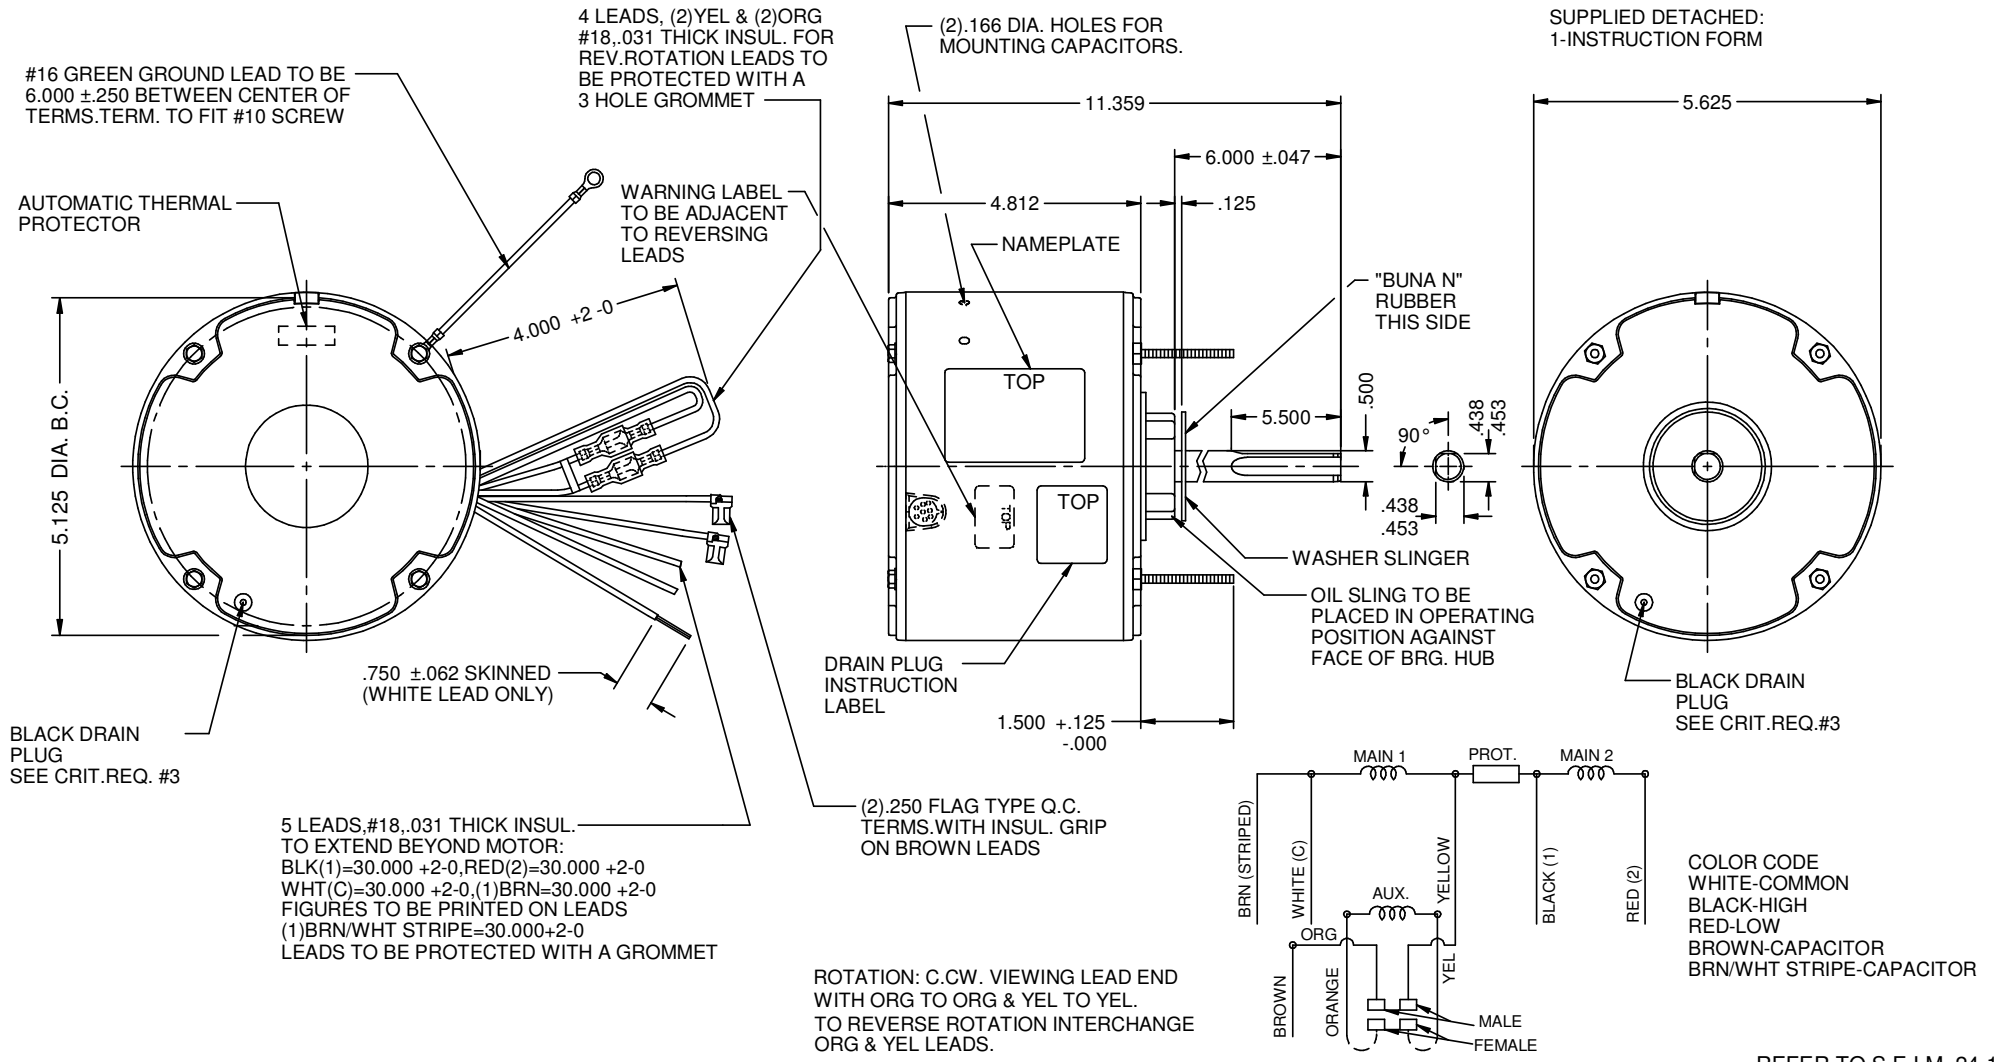 4 LEADS, (2)YEL & (2)ORG
#18,.031 THICK INSUL. FOR
REV.ROTATION LEADS TO
BE PROTECTED WITH A
3 HOLE GROMMET
(2).166 DIA. HOLES FOR
MOUNTING CAPACITORS.
SUPPLIED DETACHED:
1-INSTRUCTION FORM
#16 GREEN GROUND LEAD TO BE
6.000 ±.250 BETWEEN CENTER OF
TERMS.TERM. TO FIT #10 SCREW
11.359
5.625
6.000 ±.047
AUTOMATIC THERMAL
PROTECTOR
WARNING LABEL
TO BE ADJACENT
TO REVERSING
LEADS
4.812
.125
NAMEPLATE
"BUNA N"
RUBBER
THIS SIDE
4.000 +2 -0
5.125 DIA. B.C.
TOP
5.500
.500
90°
.438
.453
.438
.453
TOP
TOP
WASHER SLINGER
OIL SLING TO BE
PLACED IN OPERATING
POSITION AGAINST
FACE OF BRG. HUB
.750 ±.062 SKINNED
(WHITE LEAD ONLY)
DRAIN PLUG
INSTRUCTION
LABEL
1.500 +.125
-.000
BLACK DRAIN
PLUG
SEE CRIT.REQ.#3
BLACK DRAIN
PLUG
SEE CRIT.REQ. #3
5 LEADS,#18,.031 THICK INSUL.
TO EXTEND BEYOND MOTOR:
BLK(1)=30.000 +2-0,RED(2)=30.000 +2-0
WHT(C)=30.000 +2-0,(1)BRN=30.000 +2-0
FIGURES TO BE PRINTED ON LEADS
(1)BRN/WHT STRIPE=30.000+2-0
LEADS TO BE PROTECTED WITH A GROMMET
(2).250 FLAG TYPE Q.C.
TERMS.WITH INSUL. GRIP
ON BROWN LEADS
MAIN 1
PROT.
MAIN 2
BRN (STRIPED)
WHITE (C)
YELLOW
BLACK (1)
RED (2)
AUX.
ORG
YEL
BROWN
ORANGE
MALE
FEMALE
COLOR CODE
WHITE-COMMON
BLACK-HIGH
RED-LOW
BROWN-CAPACITOR
BRN/WHT STRIPE-CAPACITOR
ROTATION: C.CW. VIEWING LEAD END
WITH ORG TO ORG & YEL TO YEL.
TO REVERSE ROTATION INTERCHANGE
ORG & YEL LEADS.